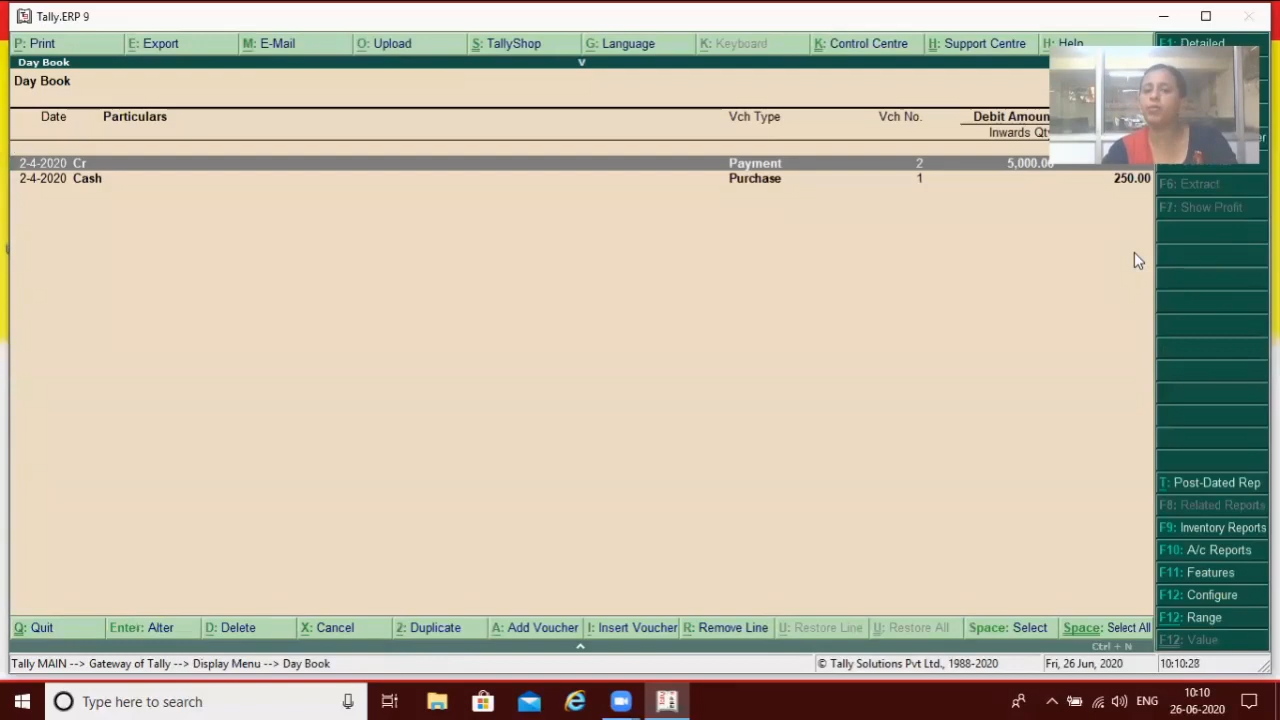 Tally.ERP 9
P: Print E: Export M: E-Mail O: Upload S: TallyShop G: Language K: Keyboard K: Control Centre H: Support Centre H: Help F1: Detailed
Day Book
Day Book
Date Particulars Vch Type Vch No. Debit Amoun
Inwards Qt
2-4-2020 Cr Payment 2 5,000.00
2-4-2020 Cash Purchase 1 250.00
F6: Extract
F7: Show Profit
T: Post-Dated Rep
F8: Related Reports
F9: Inventory Reports
F10: A/c Reports
F11: Features
F12: Configure
F12: Range
F12: Value
Q: Quit Enter: Alter D: Delete X: Cancel 2: Duplicate A: Add Voucher I: Insert Voucher R: Remove Line U: Restore Line U: Restore All Space: Select Space: Select All
Ctrl + N
Tally MAIN --> Gateway of Tally --> Display Menu --> Day Book © Tally Solutions Pvt Ltd., 1988-2020 Fri, 26 Jun, 2020 10:10:28
Type here to search ENG 10:10
26-06-2020